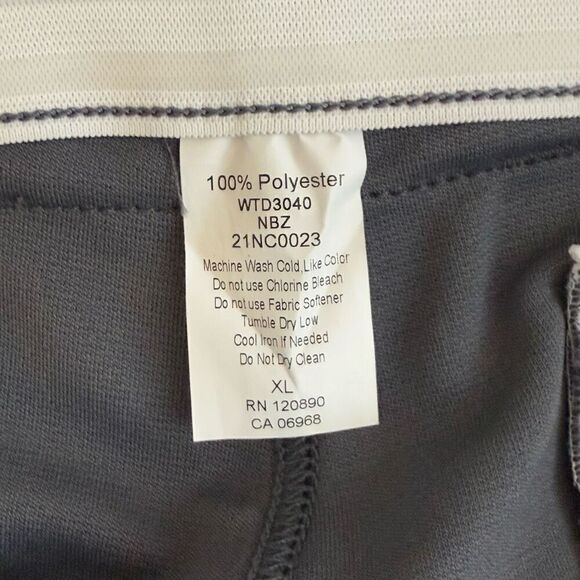 100% Polyester
WTD3040
NBZ
21NC0023
Machine Wash Cold,Like Color
Do not use Chlorine Bleach
Do not use Fabric Softener
Tumble Dry Low
Cool Iron If Needed
Do Not Dry Clean
XL
RN 120890
CA 06968